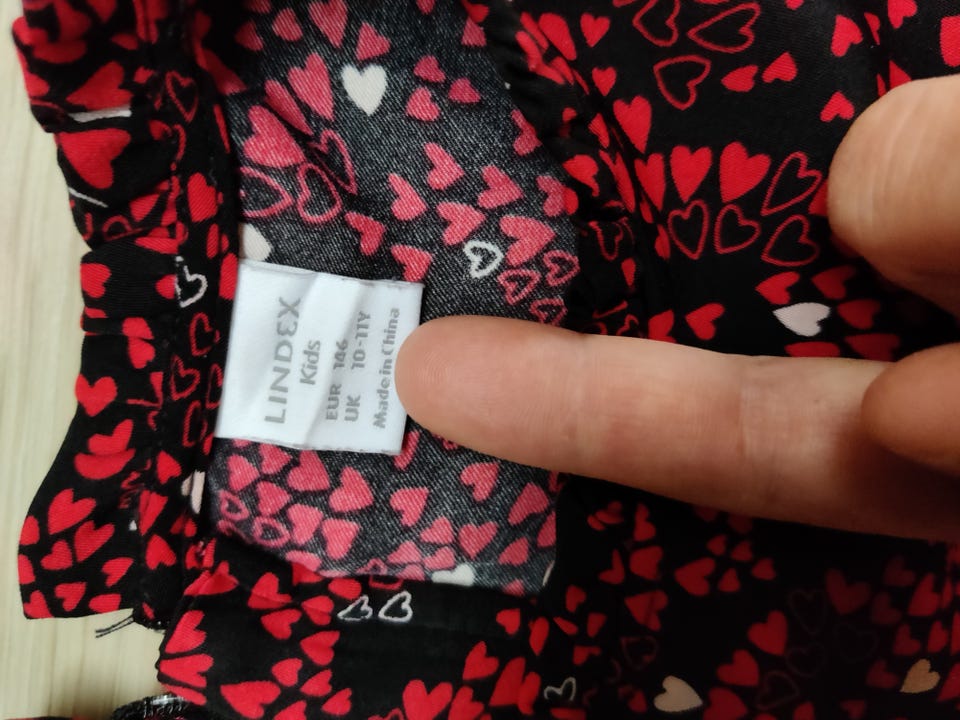 LINDEX
Kids
EUR 146
UK 10-11Y
Made in China